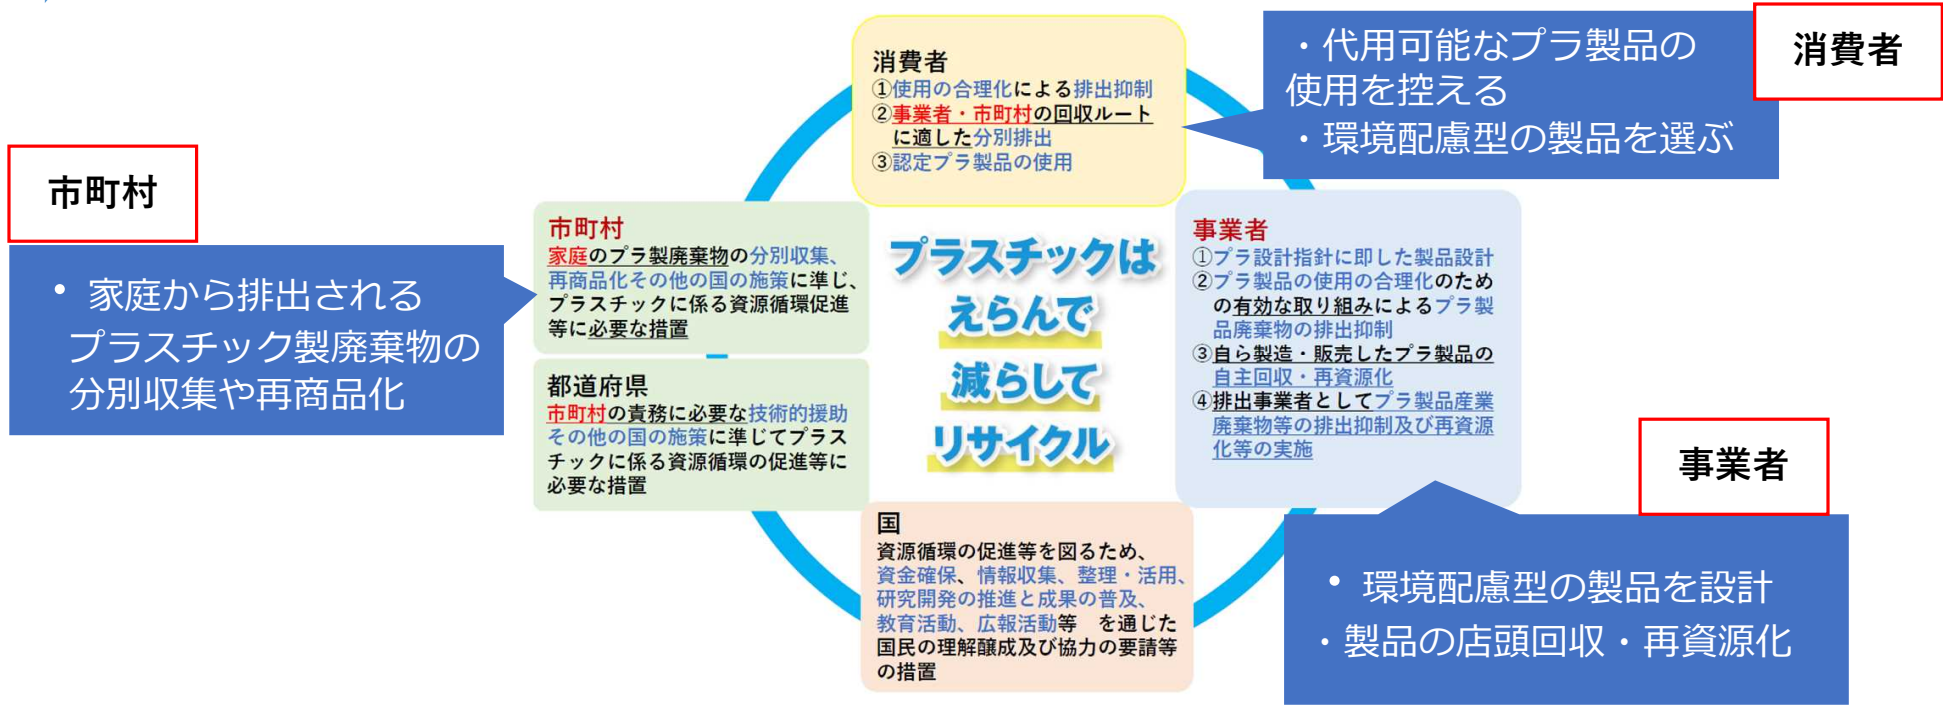 消費者
・代用可能なプラ製品の
使用を控える
・環境配慮型の製品を選ぶ
消費者
①使用の合理化による排出抑制
②事業者・市町村の回収ルート
に適した分別排出
③認定プラ製品の使用
市町村
• 家庭から排出される
プラスチック製廃棄物の
分別収集や再商品化
市町村
家庭のプラ製廃棄物の分別収集、
再商品化その他の国の施策に準じ、
プラスチックに係る資源循環促進
等に必要な措置
都道府県
市町村の責務に必要な技術的援助
その他の国の施策に準じてプラス
チックに係る資源循環の促進等に
必要な措置
プラスチックは
えらんで
減らして
リサイクル
事業者
①プラ設計指針に即した製品設計
②プラ製品の使用の合理化のため
の有効な取り組みによるプラ製
品廃棄物の排出抑制
③自ら製造・販売したプラ製品の
自主回収・再資源化
④排出事業者としてプラ製品産業
廃棄物等の排出抑制及び再資源
化等の実施
事業者
• 環境配慮型の製品を設計
・製品の店頭回収・再資源化
国
資源循環の促進等を図るため、
資金確保、情報収集、整理・活用、
研究開発の推進と成果の普及、
教育活動、広報活動等 を通じた
国民の理解醸成及び協力の要請等
の措置